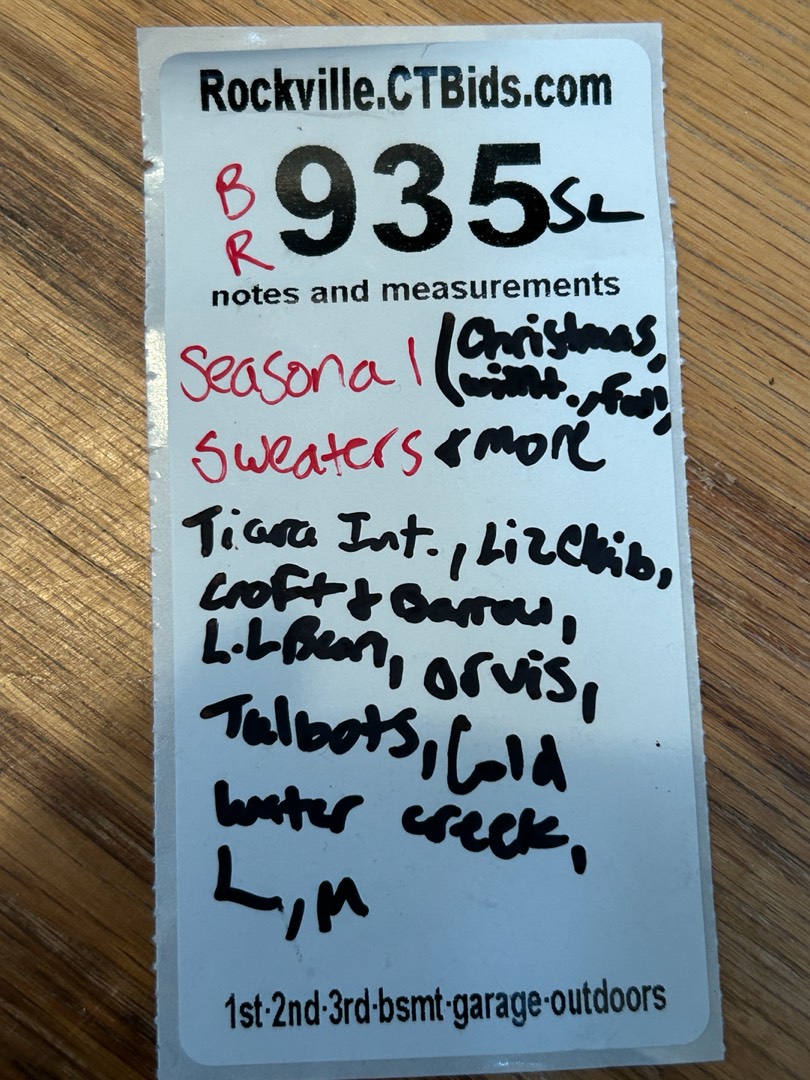 Rockville.CTBids.com
BR 935 SL
notes and measurements
Seasonal (Christmas,
Fall,
Sweaters & more
Tiara Int., Liz Claib,
Croft & Barrow,
L.L Bean, Orvis,
Talbots, Cold
water creek,
L, M
1st·2nd·3rd·bsmt·garage·outdoors